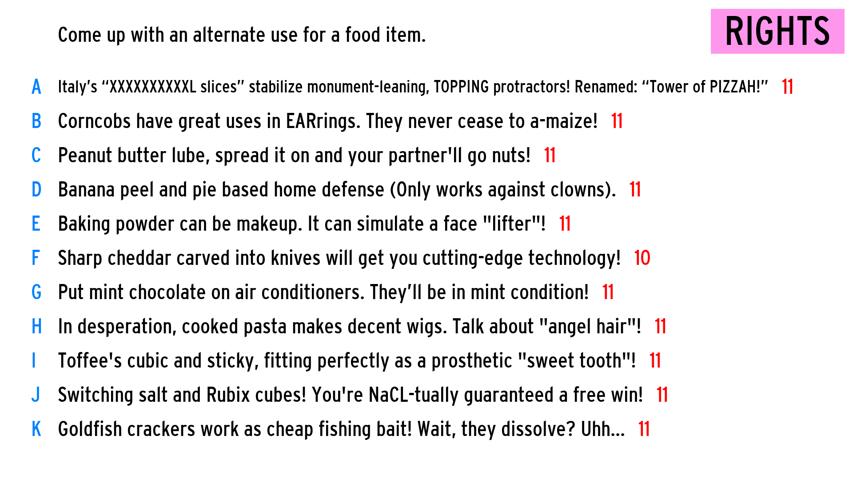 Come up with an alternate use for a food item.
RIGHTS
A Italy's “XXXXXXXXXXL slices” stabilize monument-leaning, TOPPING protractors! Renamed: “Tower of PIZZAH!” 11
B Corncobs have great uses in EARrings. They never cease to a-maize! 11
C Peanut butter lube, spread it on and your partner'll go nuts! 11
D Banana peel and pie based home defense (Only works against clowns). 11
E Baking powder can be makeup. It can simulate a face "lifter"! 11
F Sharp cheddar carved into knives will get you cutting-edge technology! 10
G Put mint chocolate on air conditioners. They’ll be in mint condition! 11
H In desperation, cooked pasta makes decent wigs. Talk about "angel hair"! 11
I Toffee's cubic and sticky, fitting perfectly as a prosthetic "sweet tooth"! 11
J Switching salt and Rubix cubes! You're NaCL-tually guaranteed a free win! 11
K Goldfish crackers work as cheap fishing bait! Wait, they dissolve? Uhh... 11